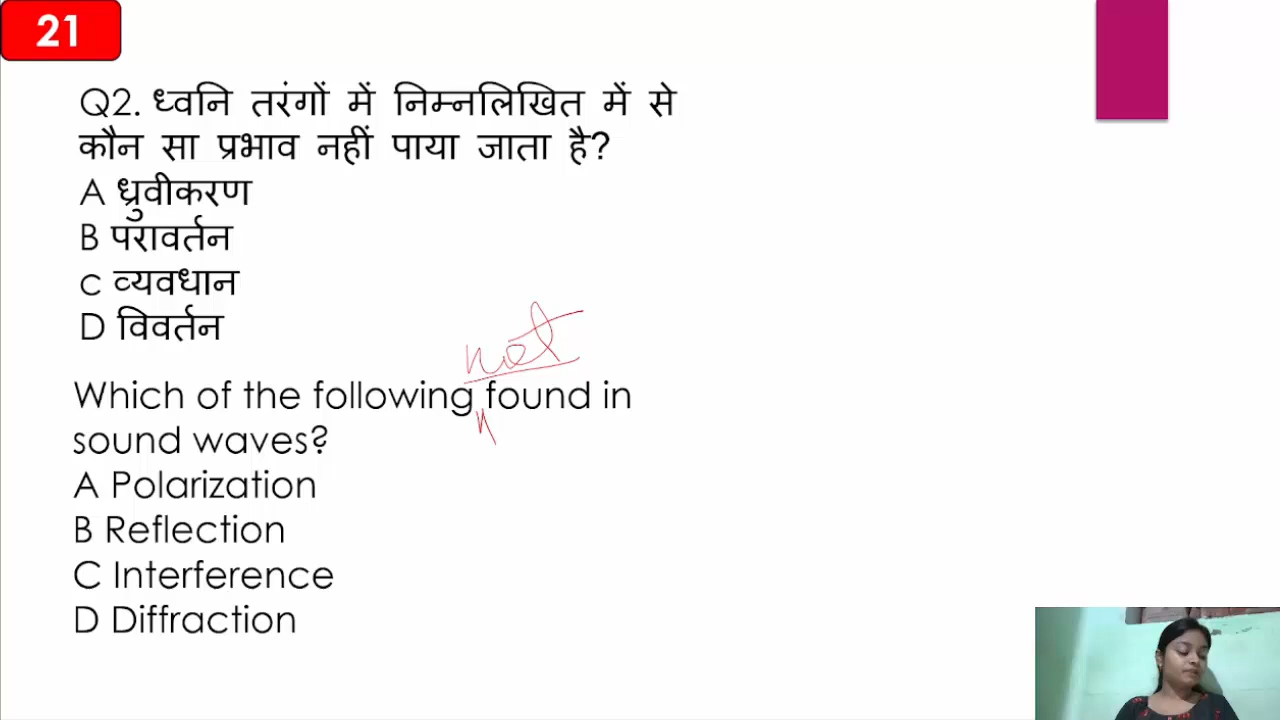 21
Q2. ध्वनि तरंगों में निम्नलिखित में से
कौन सा प्रभाव नहीं पाया जाता है?
A ध्रुवीकरण
B परावर्तन
c व्यवधान
D विवर्तन
not
Which of the following found in
sound waves?
A Polarization
B Reflection
C Interference
D Diffraction